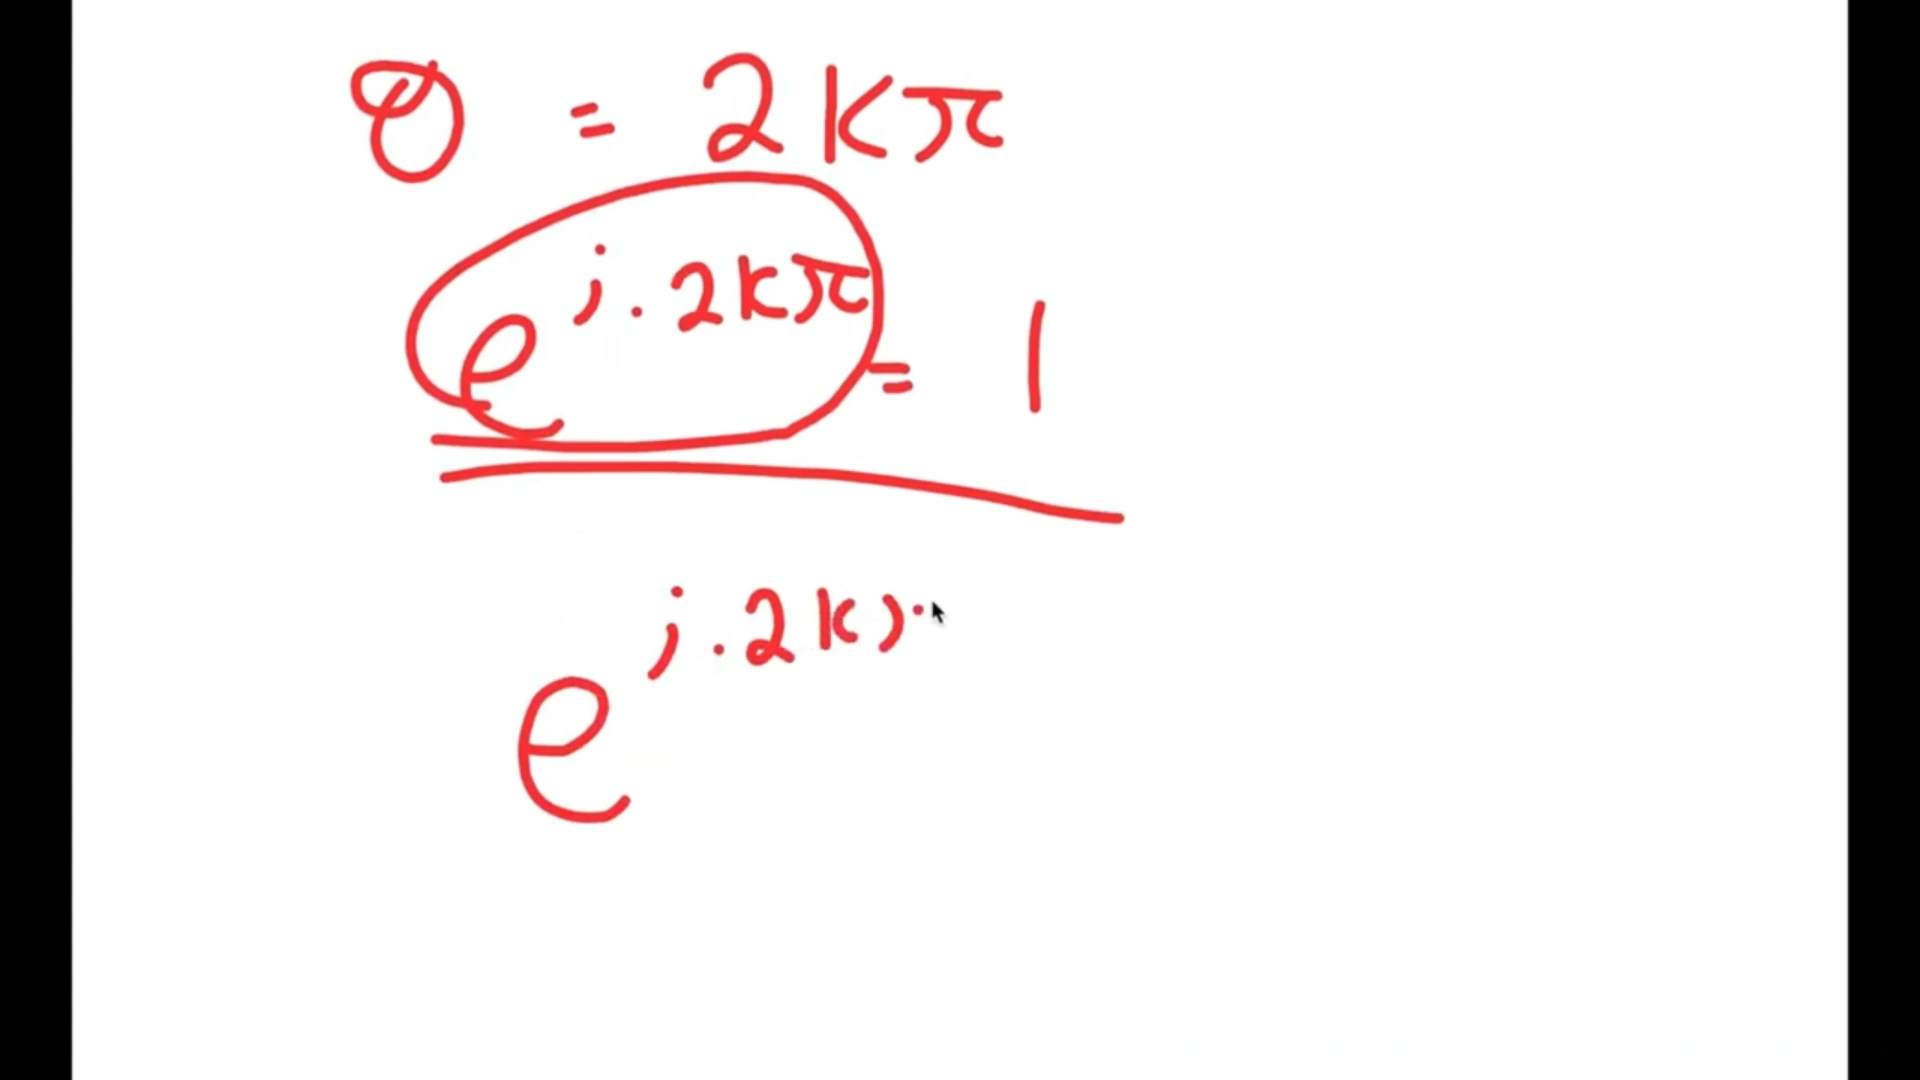 θ = 2kπ
e^{j.2kπ} = 1
e^{j.2k}